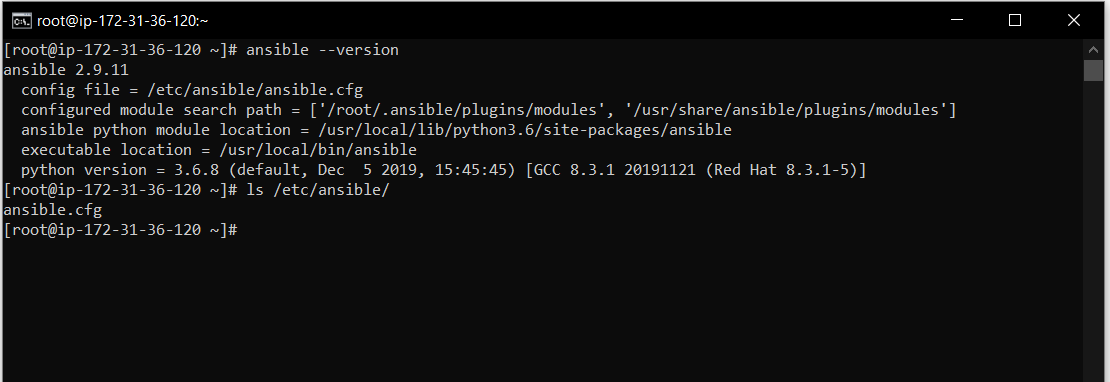 root@ip-172-31-36-120:~
[root@ip-172-31-36-120 ~]# ansible --version
ansible 2.9.11
  config file = /etc/ansible/ansible.cfg
  configured module search path = ['/root/.ansible/plugins/modules', '/usr/share/ansible/plugins/modules']
  ansible python module location = /usr/local/lib/python3.6/site-packages/ansible
  executable location = /usr/local/bin/ansible
  python version = 3.6.8 (default, Dec  5 2019, 15:45:45) [GCC 8.3.1 20191121 (Red Hat 8.3.1-5)]
[root@ip-172-31-36-120 ~]# ls /etc/ansible/
ansible.cfg
[root@ip-172-31-36-120 ~]#